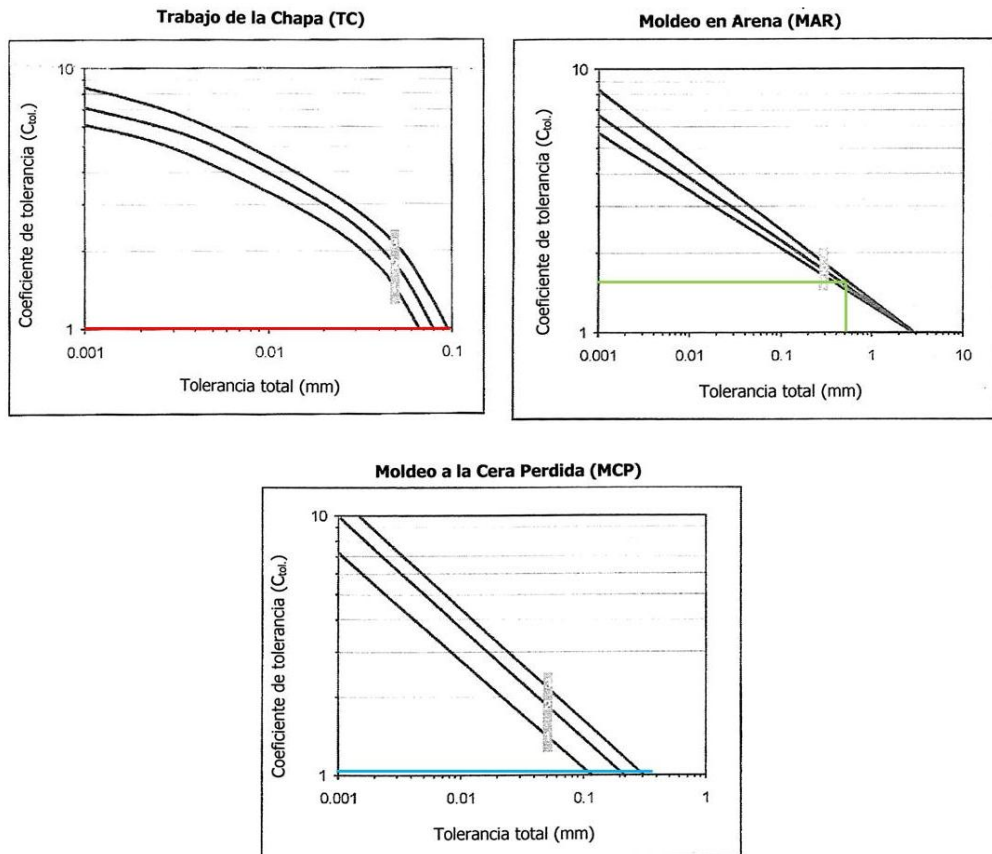 Trabajo de la Chapa (TC)
Coeficiente de tolerancia (Ctol.)
10
1
0.001
0.01
0.1
Tolerancia total (mm)
Moldeo en Arena (MAR)
Coeficiente de tolerancia (Ctol.)
10
1
0.001
0.01
0.1
1
10
Tolerancia total (mm)
Moldeo a la Cera Perdida (MCP)
Coeficiente de tolerancia (Ctol.)
10
1
0.001
0.01
0.1
1
Tolerancia total (mm)